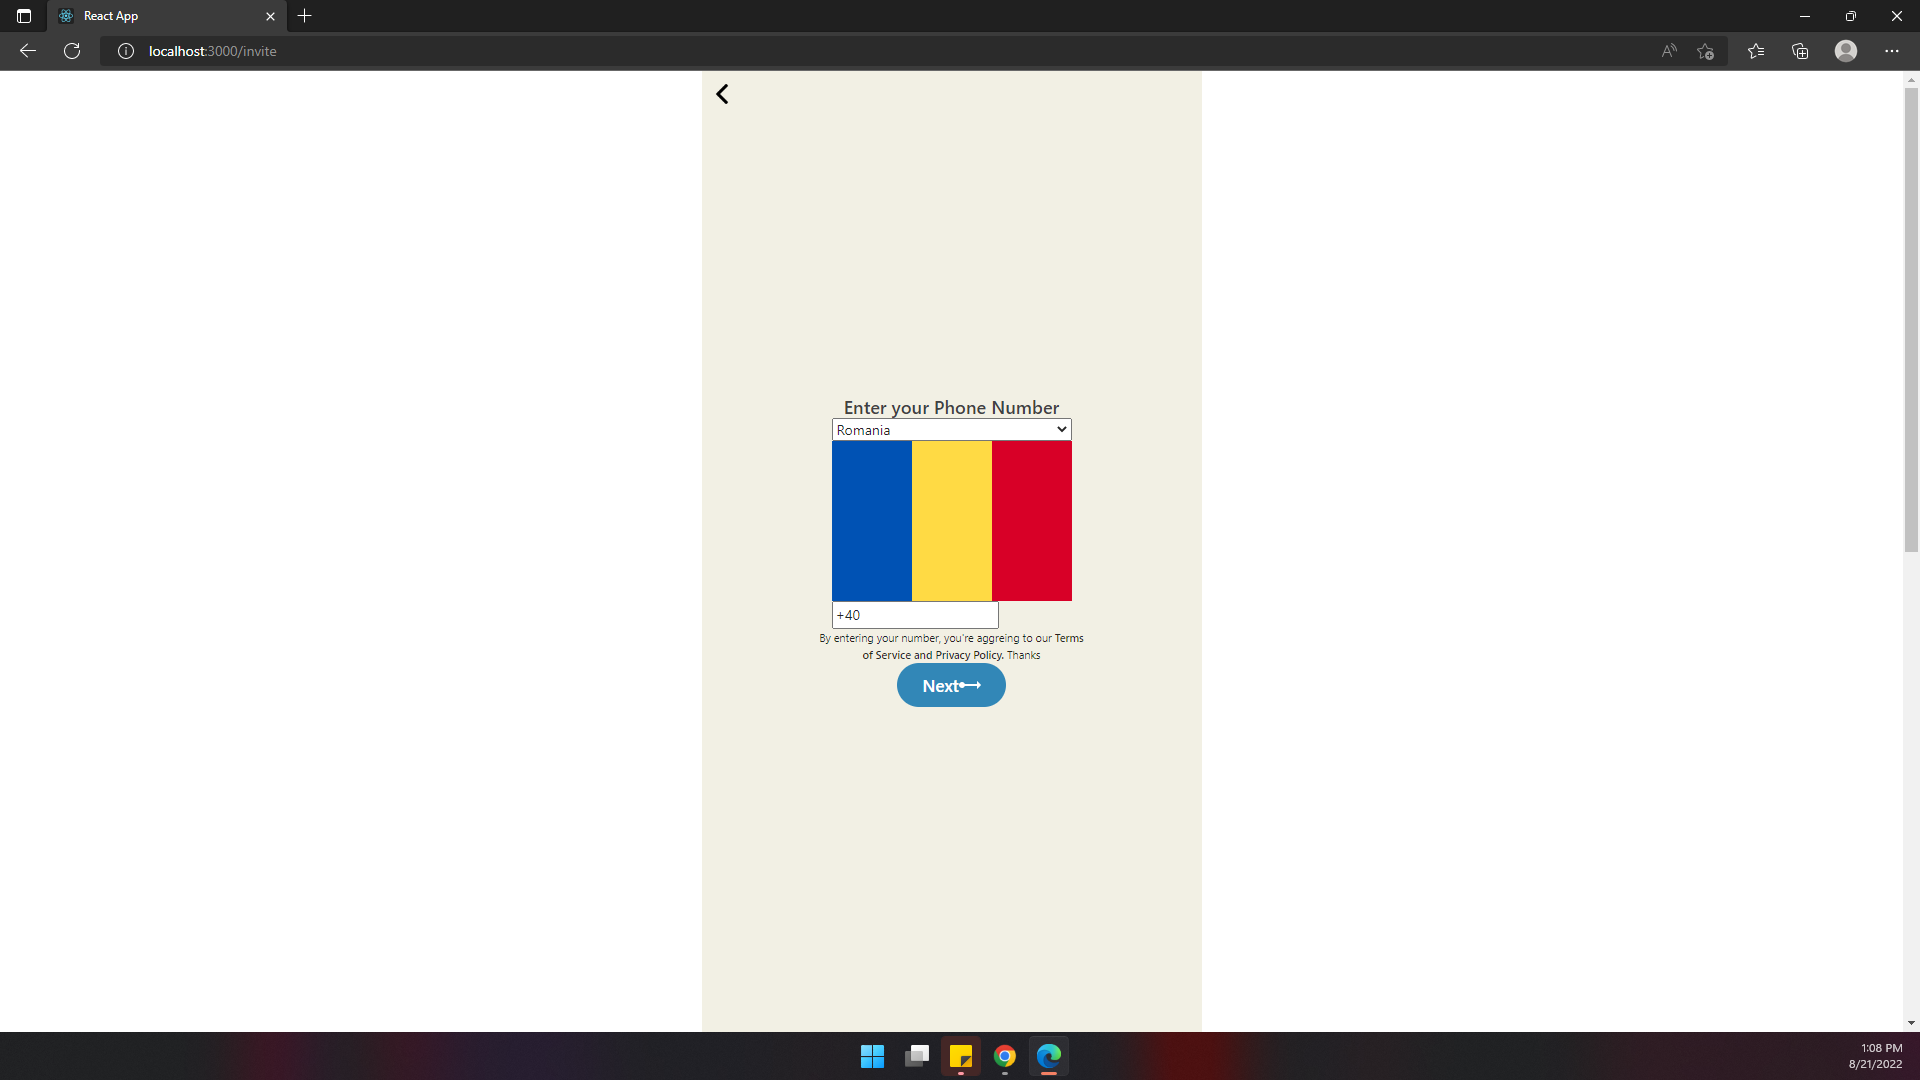 React App
localhost:3000/invite
Enter your Phone Number
Romania
+40
By entering your number, you're aggreing to our Terms
of Service and Privacy Policy. Thanks
Next
1:08 PM
8/21/2022